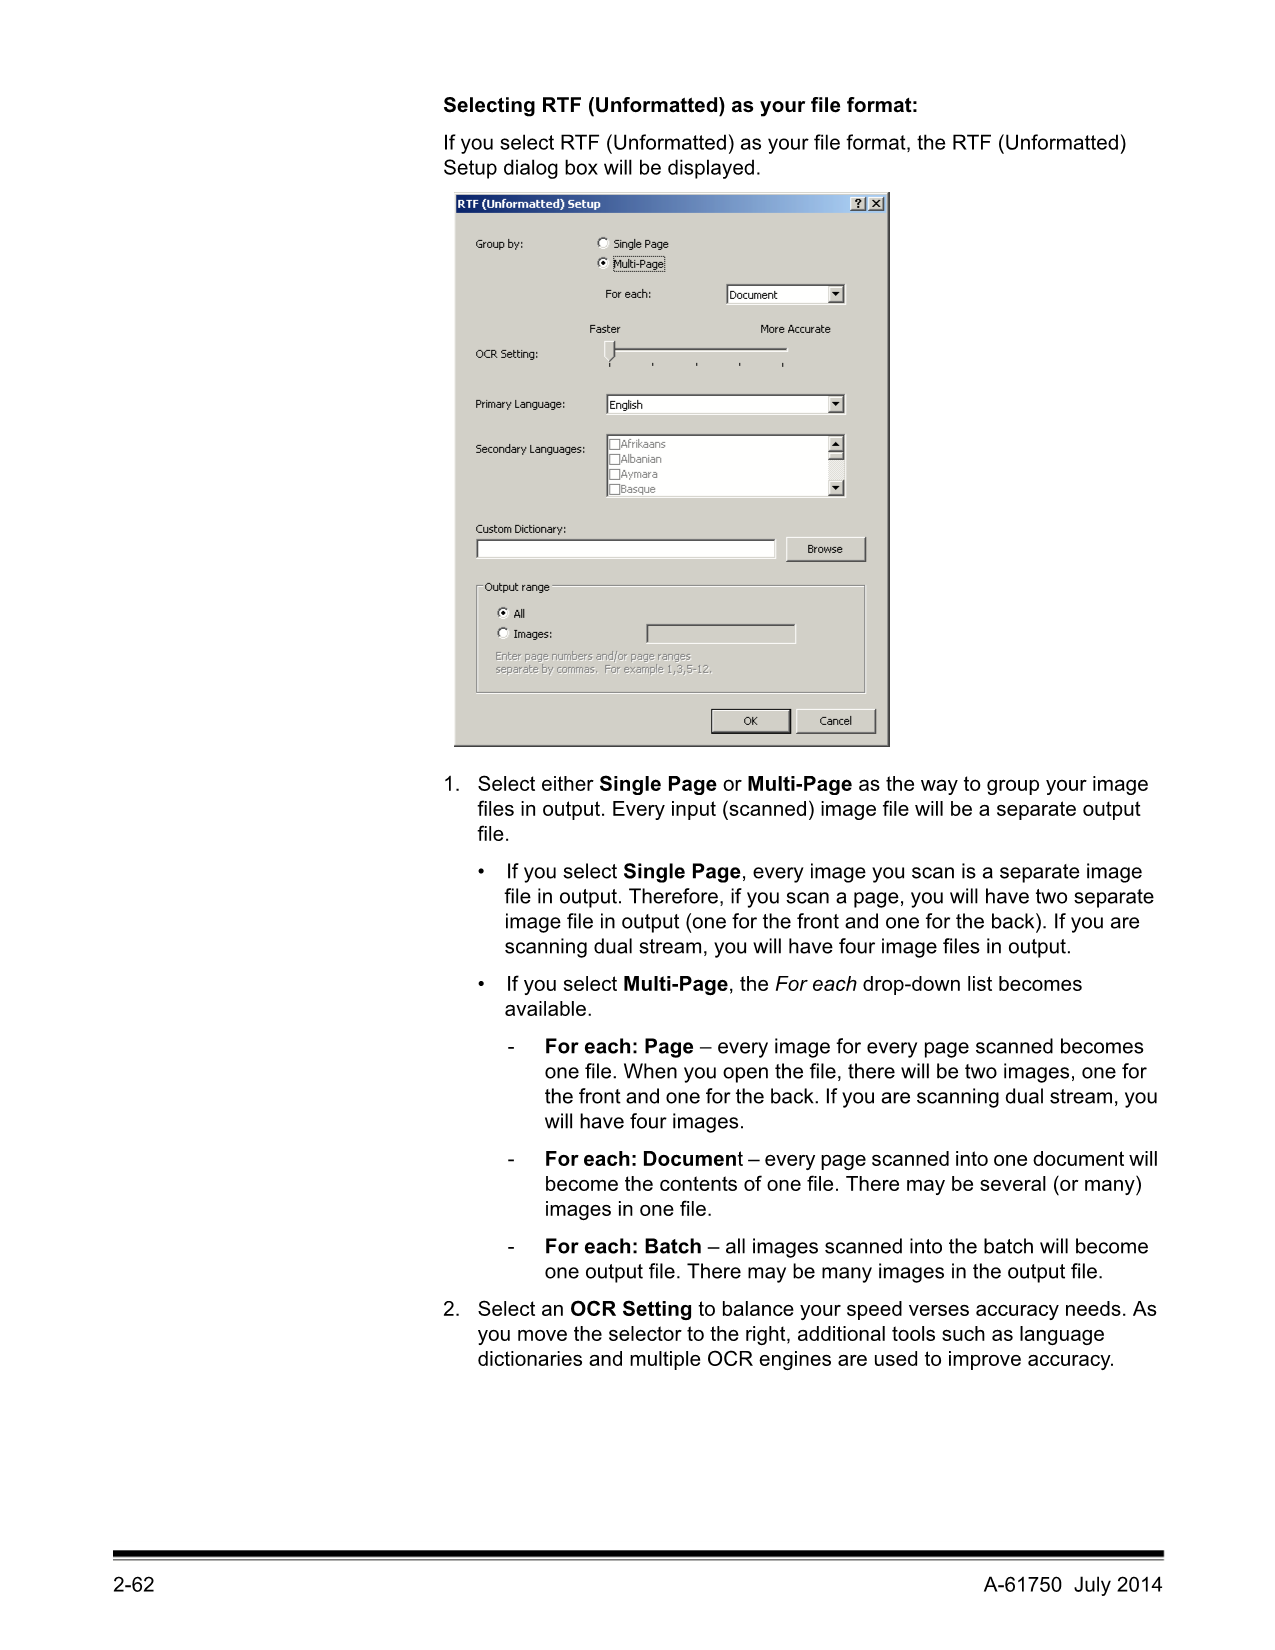 Selecting RTF (Unformatted) as your file format:
If you select RTF (Unformatted) as your file format, the RTF (Unformatted)
Setup dialog box will be displayed.
RTF (Unformatted) Setup
Group by:
Single Page
Multi-Page
For each:
Document
Faster
More Accurate
OCR Setting:
Primary Language:
English
Secondary Languages:
Afrikaans
Albanian
Aymara
Basque
Custom Dictionary:
Browse
Output range
All
Images:
Enter page numbers and/or page ranges
separate by commas. For example 1,3,5-12.
OK
Cancel
1. Select either Single Page or Multi-Page as the way to group your image
files in output. Every input (scanned) image file will be a separate output
file.
• If you select Single Page, every image you scan is a separate image
file in output. Therefore, if you scan a page, you will have two separate
image file in output (one for the front and one for the back). If you are
scanning dual stream, you will have four image files in output.
• If you select Multi-Page, the For each drop-down list becomes
available.
- For each: Page – every image for every page scanned becomes
one file. When you open the file, there will be two images, one for
the front and one for the back. If you are scanning dual stream, you
will have four images.
- For each: Document – every page scanned into one document will
become the contents of one file. There may be several (or many)
images in one file.
- For each: Batch – all images scanned into the batch will become
one output file. There may be many images in the output file.
2. Select an OCR Setting to balance your speed verses accuracy needs. As
you move the selector to the right, additional tools such as language
dictionaries and multiple OCR engines are used to improve accuracy.
2-62
A-61750 July 2014